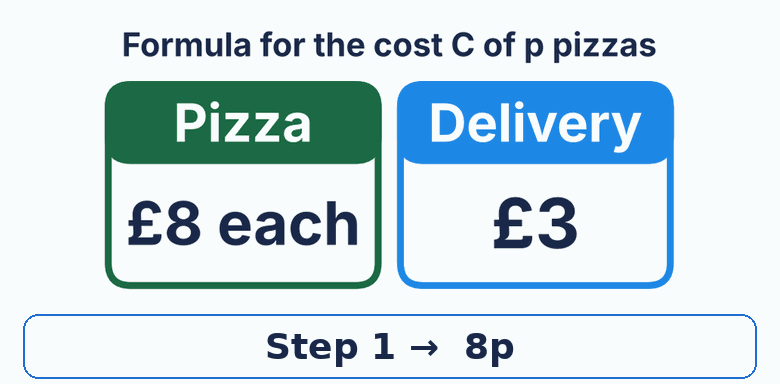 Formula for the cost C of p pizzas
Pizza
Delivery
£8 each
£3
Step 1 → 8p